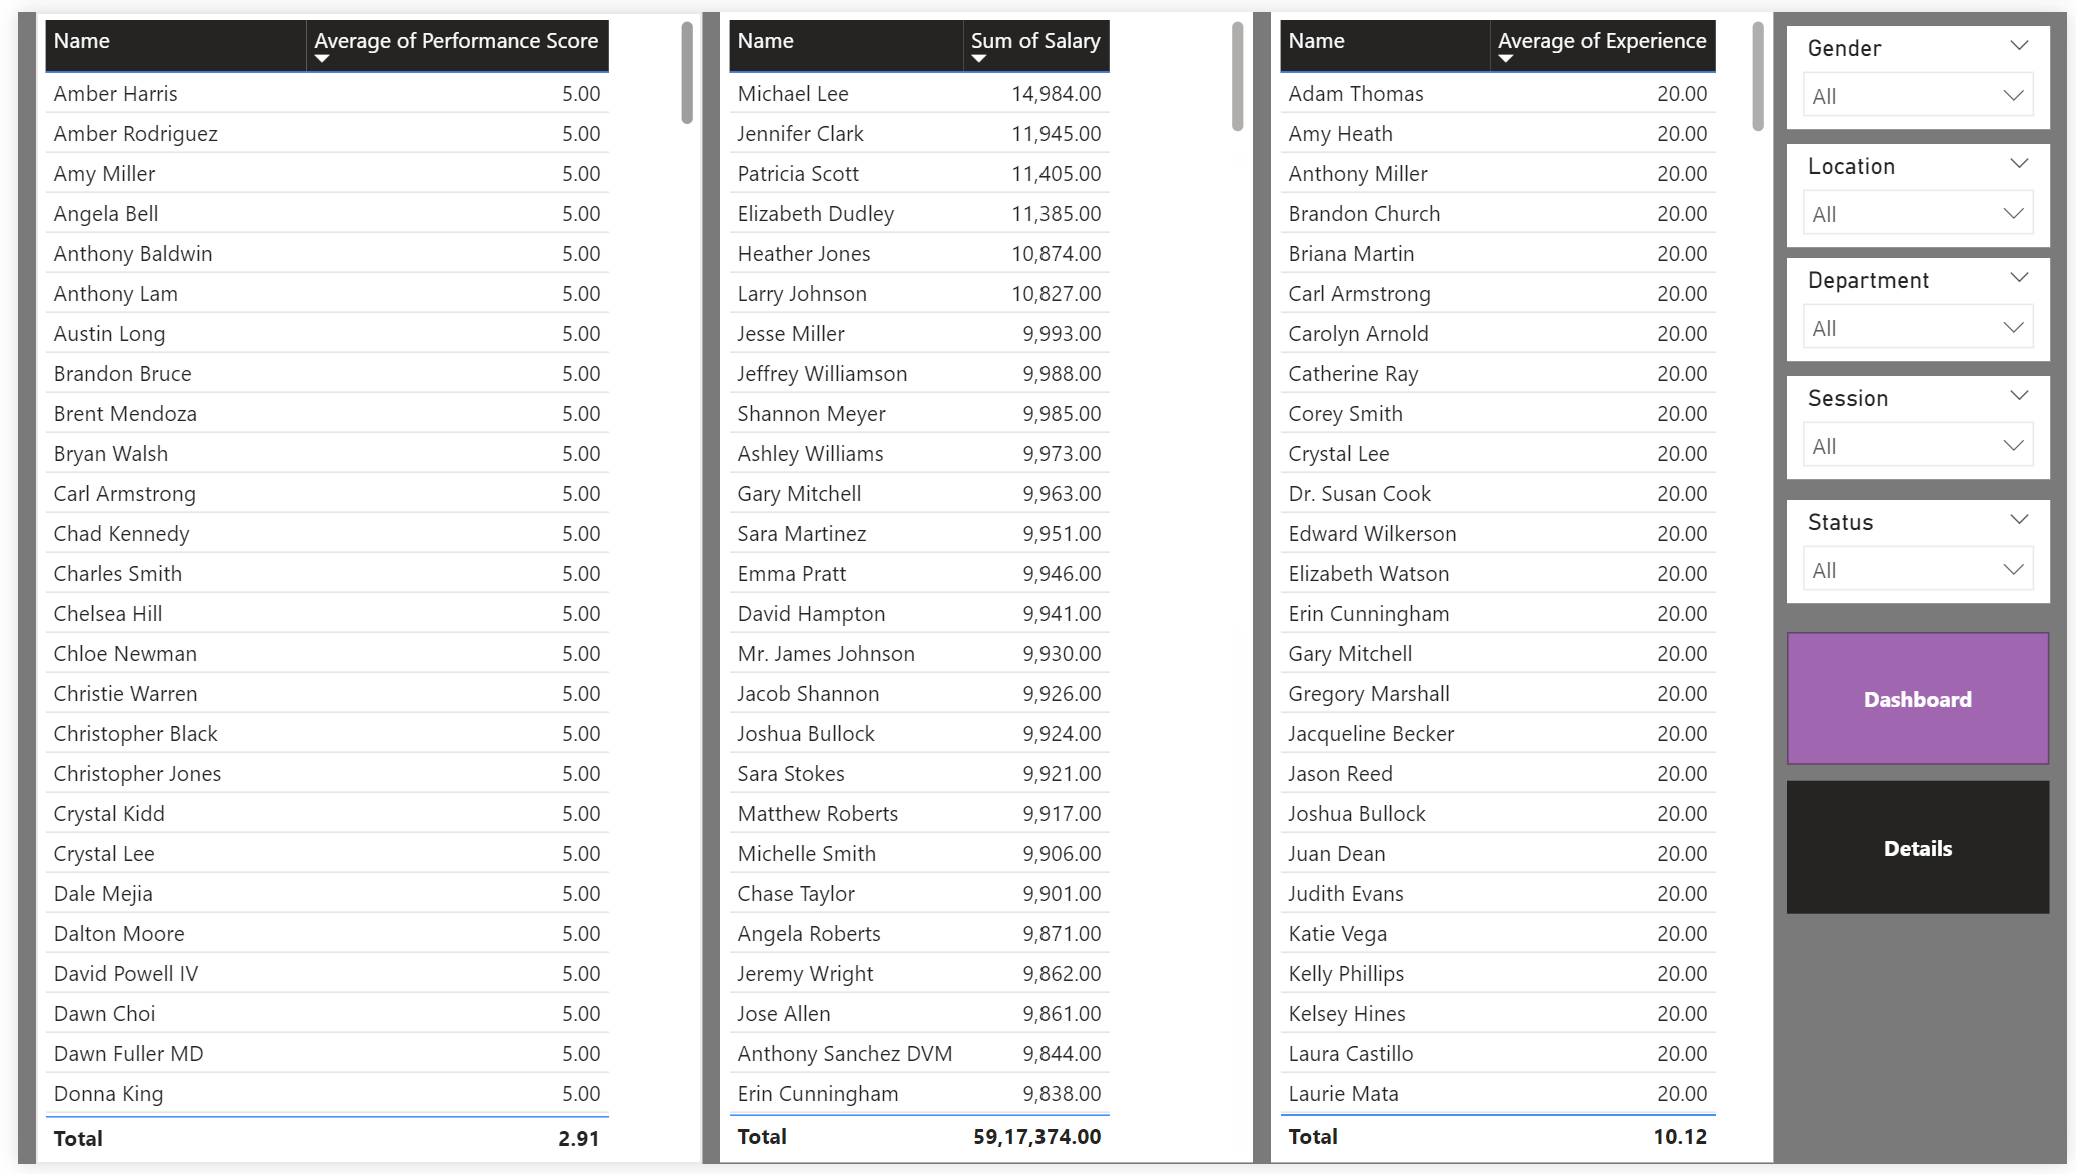 Name Average of Performance Score
Amber Harris 5.00
Amber Rodriguez 5.00
Amy Miller 5.00
Angela Bell 5.00
Anthony Baldwin 5.00
Anthony Lam 5.00
Austin Long 5.00
Brandon Bruce 5.00
Brent Mendoza 5.00
Bryan Walsh 5.00
Carl Armstrong 5.00
Chad Kennedy 5.00
Charles Smith 5.00
Chelsea Hill 5.00
Chloe Newman 5.00
Christie Warren 5.00
Christopher Black 5.00
Christopher Jones 5.00
Crystal Kidd 5.00
Crystal Lee 5.00
Dale Mejia 5.00
Dalton Moore 5.00
David Powell IV 5.00
Dawn Choi 5.00
Dawn Fuller MD 5.00
Donna King 5.00
Total 2.91
Name Sum of Salary
Michael Lee 14,984.00
Jennifer Clark 11,945.00
Patricia Scott 11,405.00
Elizabeth Dudley 11,385.00
Heather Jones 10,874.00
Larry Johnson 10,827.00
Jesse Miller 9,993.00
Jeffrey Williamson 9,988.00
Shannon Meyer 9,985.00
Ashley Williams 9,973.00
Gary Mitchell 9,963.00
Sara Martinez 9,951.00
Emma Pratt 9,946.00
David Hampton 9,941.00
Mr. James Johnson 9,930.00
Jacob Shannon 9,926.00
Joshua Bullock 9,924.00
Sara Stokes 9,921.00
Matthew Roberts 9,917.00
Michelle Smith 9,906.00
Chase Taylor 9,901.00
Angela Roberts 9,871.00
Jeremy Wright 9,862.00
Jose Allen 9,861.00
Anthony Sanchez DVM 9,844.00
Erin Cunningham 9,838.00
Total 59,17,374.00
Name Average of Experience
Adam Thomas 20.00
Amy Heath 20.00
Anthony Miller 20.00
Brandon Church 20.00
Briana Martin 20.00
Carl Armstrong 20.00
Carolyn Arnold 20.00
Catherine Ray 20.00
Corey Smith 20.00
Crystal Lee 20.00
Dr. Susan Cook 20.00
Edward Wilkerson 20.00
Elizabeth Watson 20.00
Erin Cunningham 20.00
Gary Mitchell 20.00
Gregory Marshall 20.00
Jacqueline Becker 20.00
Jason Reed 20.00
Joshua Bullock 20.00
Juan Dean 20.00
Judith Evans 20.00
Katie Vega 20.00
Kelly Phillips 20.00
Kelsey Hines 20.00
Laura Castillo 20.00
Laurie Mata 20.00
Total 10.12
Gender
All
Location
All
Department
All
Session
All
Status
All
Dashboard
Details